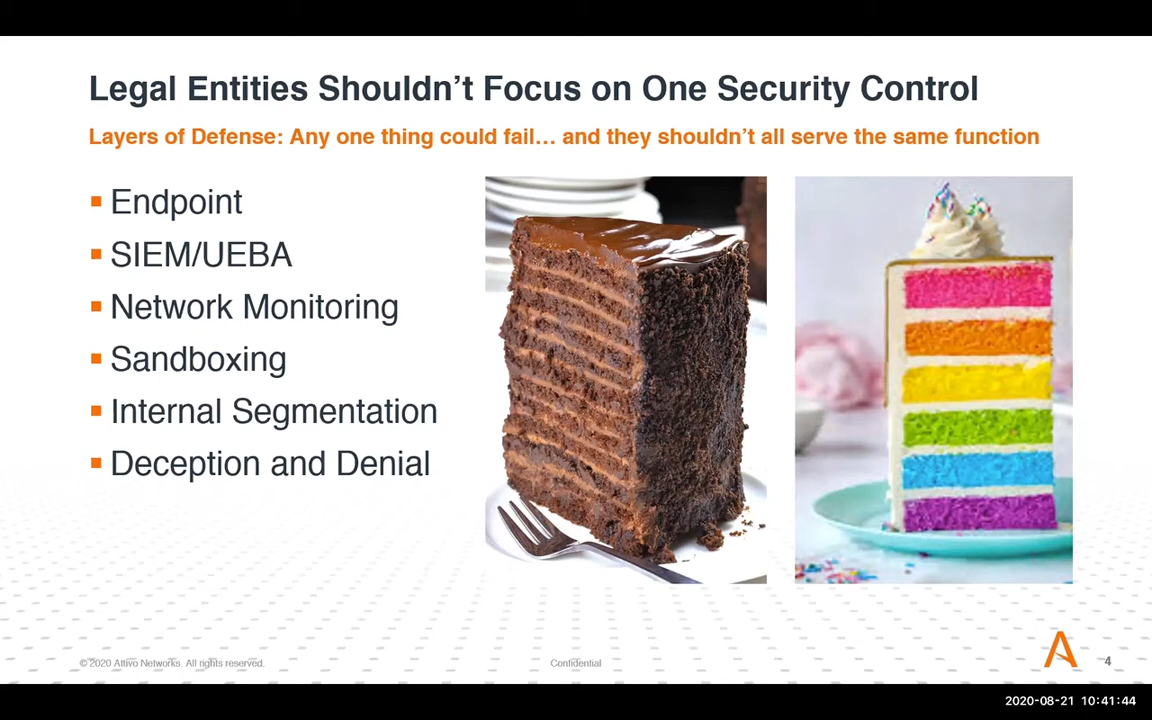 Legal Entities Shouldn’t Focus on One Security Control
Layers of Defense: Any one thing could fail… and they shouldn’t all serve the same function
Endpoint
SIEM/UEBA
Network Monitoring
Sandboxing
Internal Segmentation
Deception and Denial
© 2020 Attivo Networks. All rights reserved.
Confidential
4
2020-08-21 10:41:44